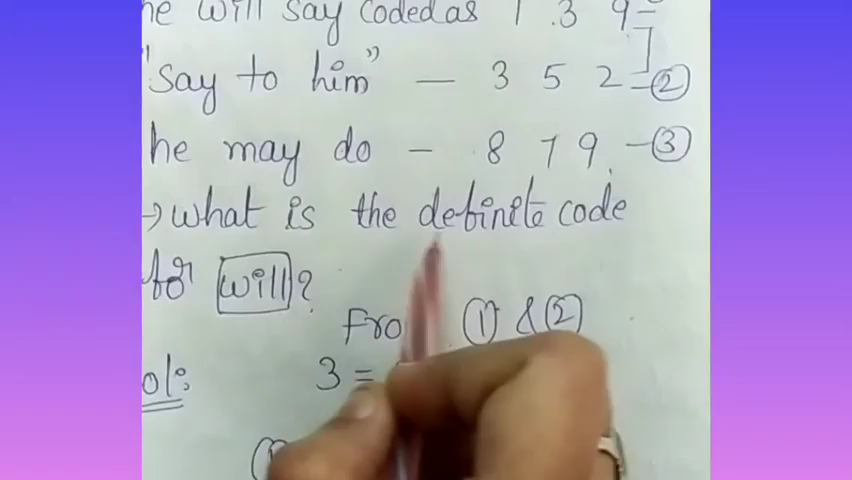 he will say coded as 1 3 9 –
"say to him" — 3 5 2 – ②
he may do – 8 7 9 – ③
→ what is the definite code
for will?
From ① & ②
3 =
ol: